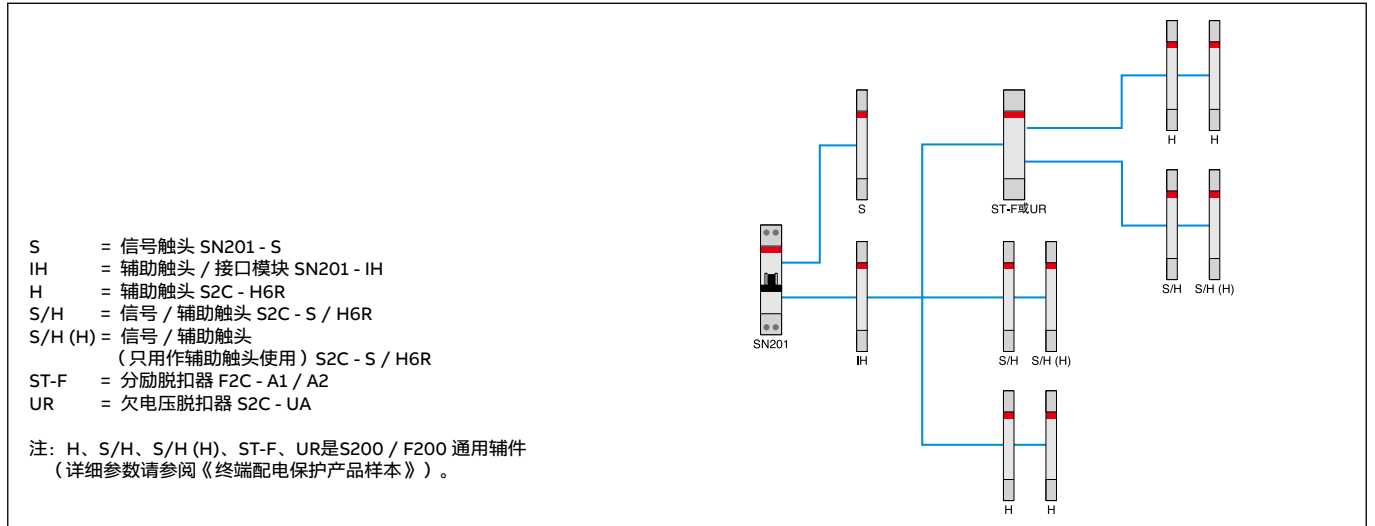 S = 信号触头 SN201 - S
IH = 辅助触头 / 接口模块 SN201 - IH
H = 辅助触头 S2C - H6R
S/H = 信号 / 辅助触头 S2C - S / H6R
S/H (H) = 信号 / 辅助触头
（只用作辅助触头使用）S2C - S / H6R
ST-F = 分励脱扣器 F2C - A1 / A2
UR = 欠电压脱扣器 S2C - UA
注：H、S/H、S/H (H)、ST-F、UR是S200 / F200 通用辅件
（详细参数请参阅《终端配电保护产品样本》）。
H H
S ST-F或UR
S/H S/H (H)
SN201
IH S/H S/H (H)
H H